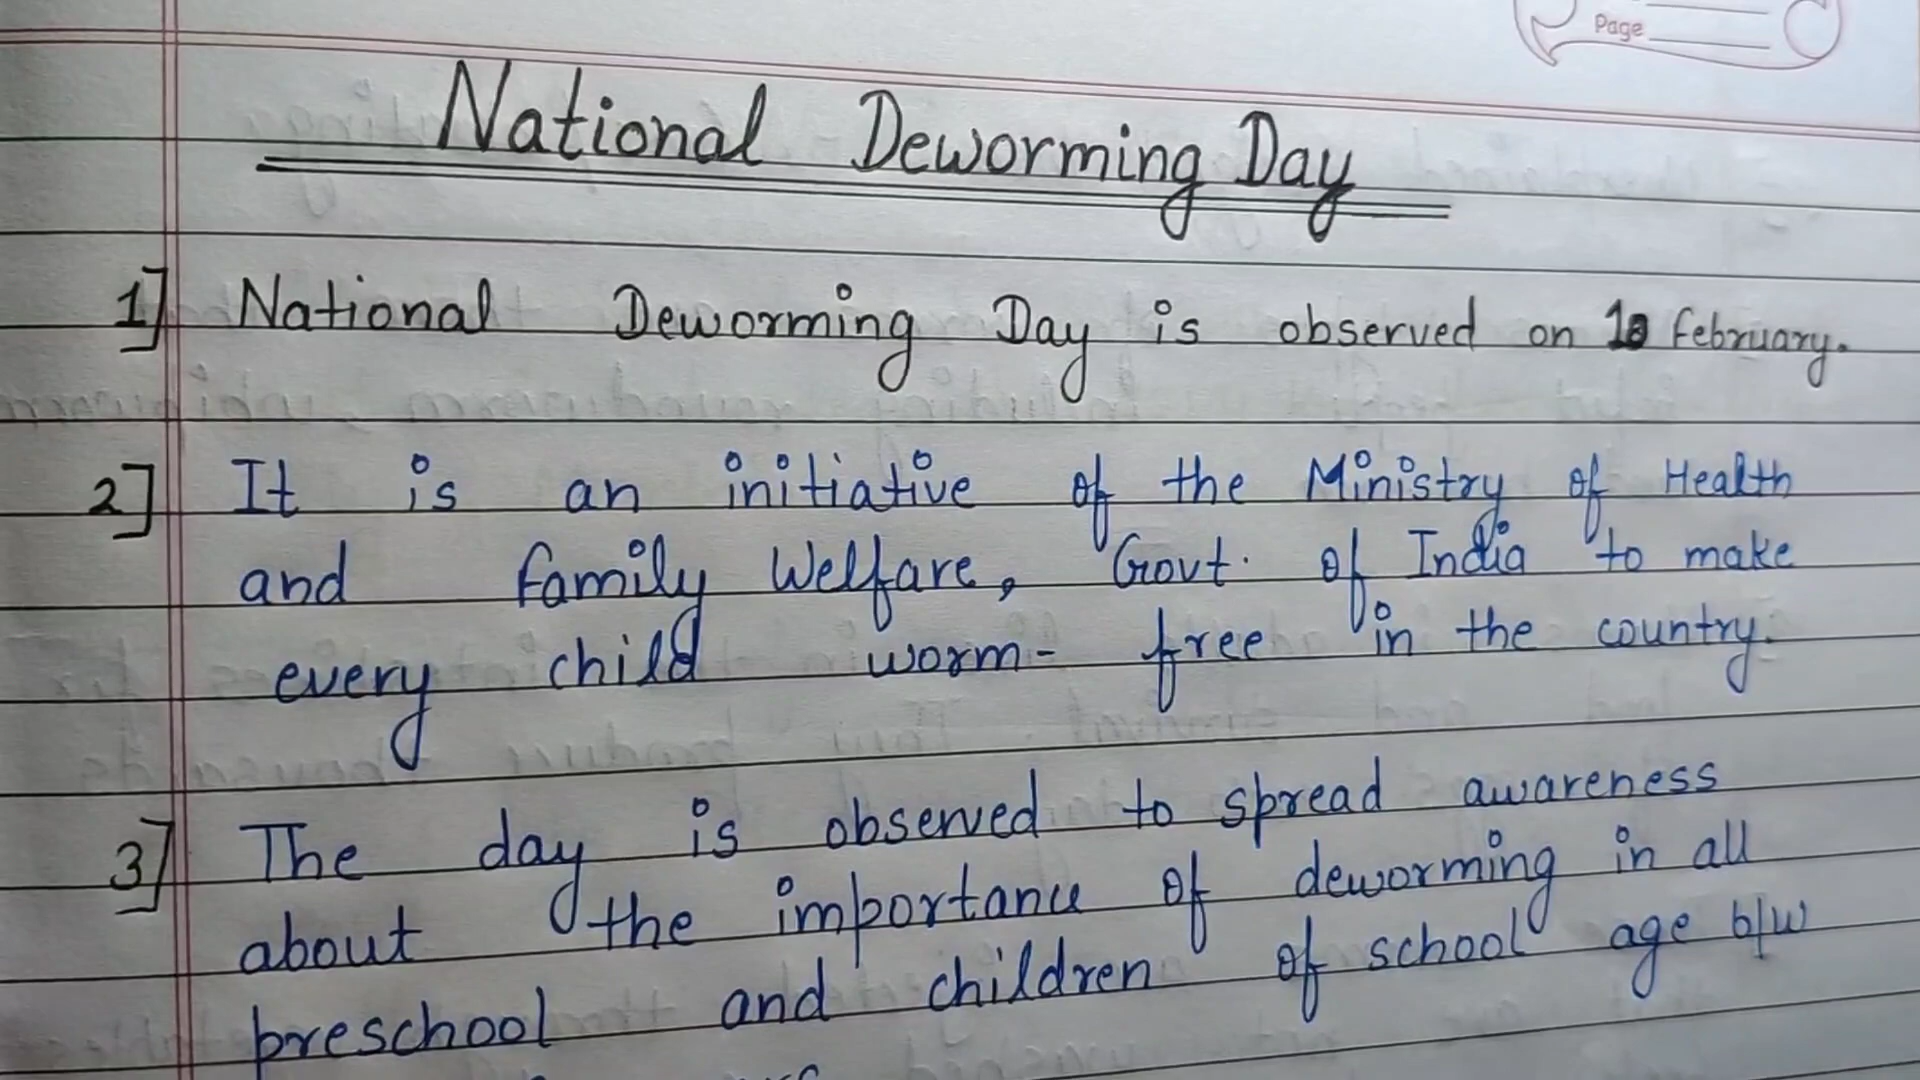 Page
National Deworming Day
1] National Deworming Day is observed on 10 February.
2] It is an initiative of the Ministry of Health
and family Welfare, Govt. of India to make
every child worm- free in the country.
3] The day is observed to spread awareness
about the importance of deworming in all
preschool and children of school age b/w